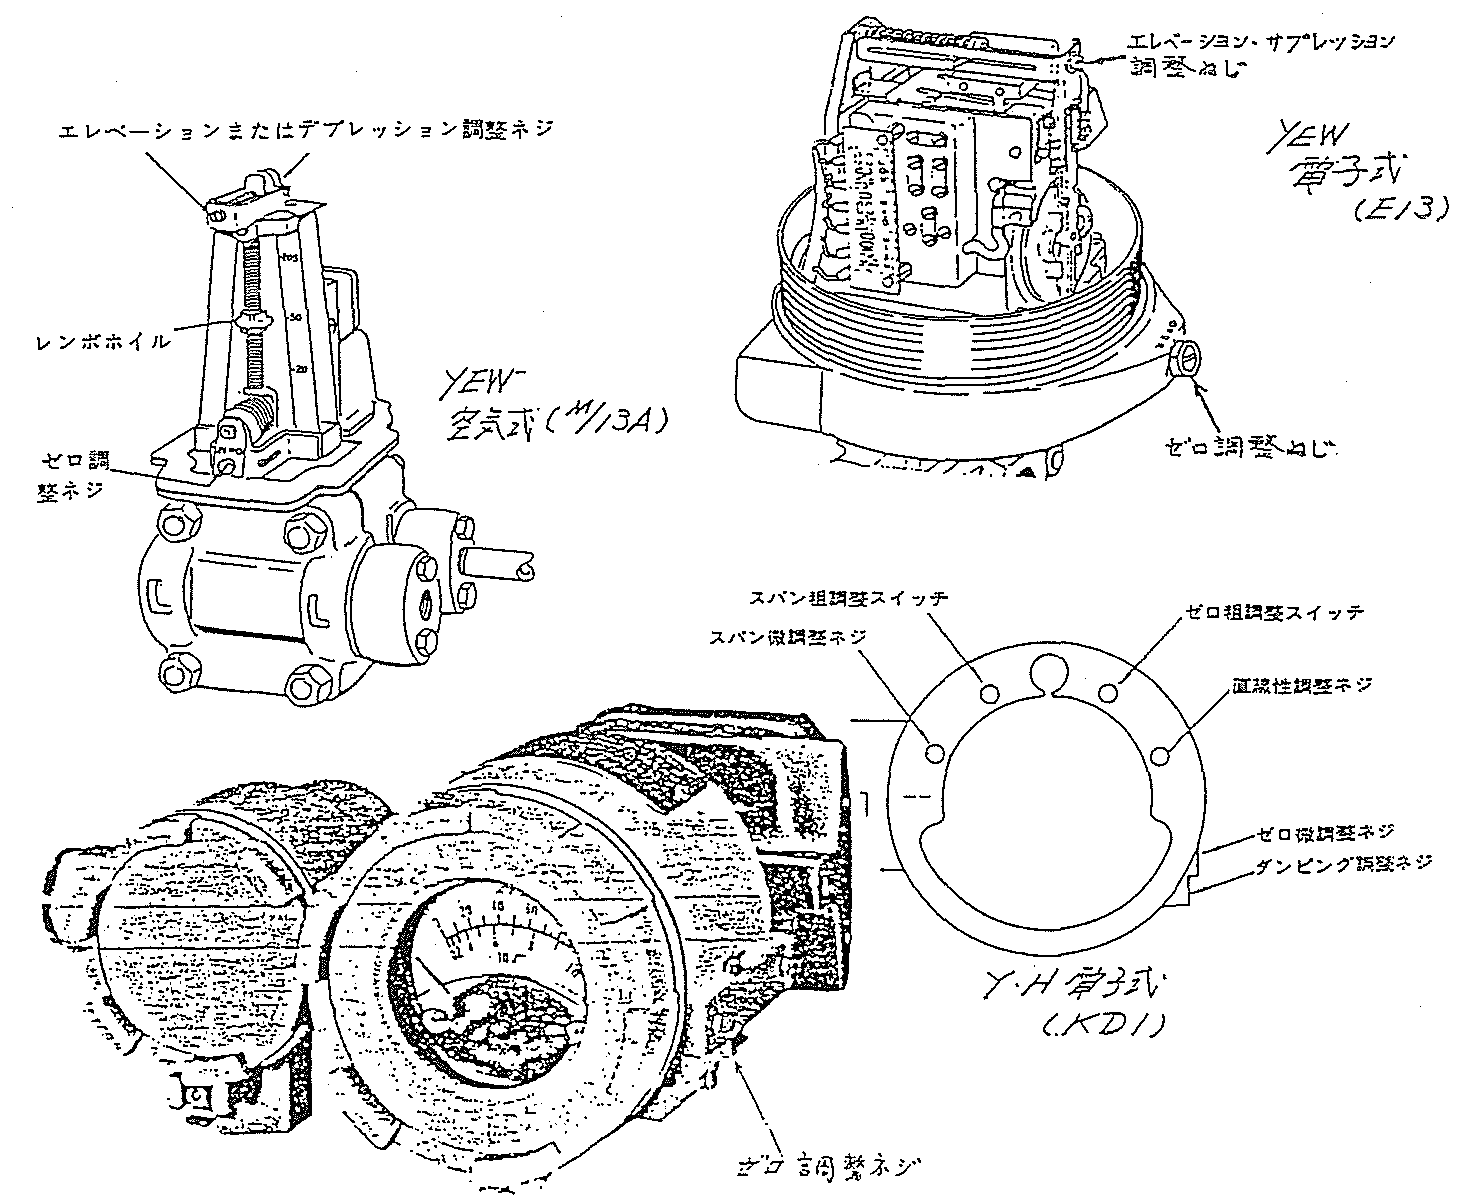 エレベーションまたはデプレッション調整ネジ
レンボホイル
ゼロ調
整ネジ
YEW
空気式(M/13A)
エレベーション・サプレッション
調整ねじ
YEW
電子式
(E13)
ゼロ調整ねじ
スパン粗調整スイッチ
スパン微調整ネジ
ゼロ粗調整スイッチ
直線性調整ネジ
ゼロ微調整ネジ
ダンピング調整ネジ
Y・H 電子式
(KD1)
ゼロ調整ネジ